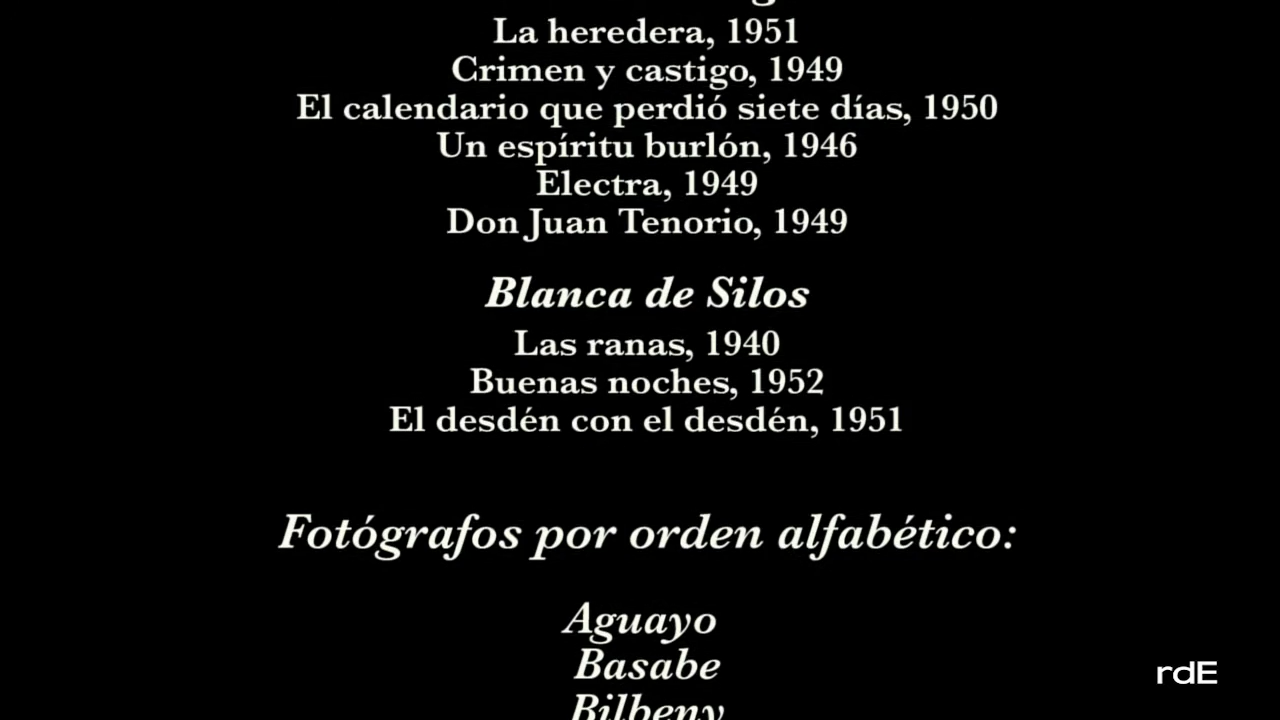 La heredera, 1951
Crimen y castigo, 1949
El calendario que perdió siete días, 1950
Un espíritu burlón, 1946
Electra, 1949
Don Juan Tenorio, 1949
Blanca de Silos
Las ranas, 1940
Buenas noches, 1952
El desdén con el desdén, 1951
Fotógrafos por orden alfabético:
Aguayo
Basabe
Bilbeny
rdE